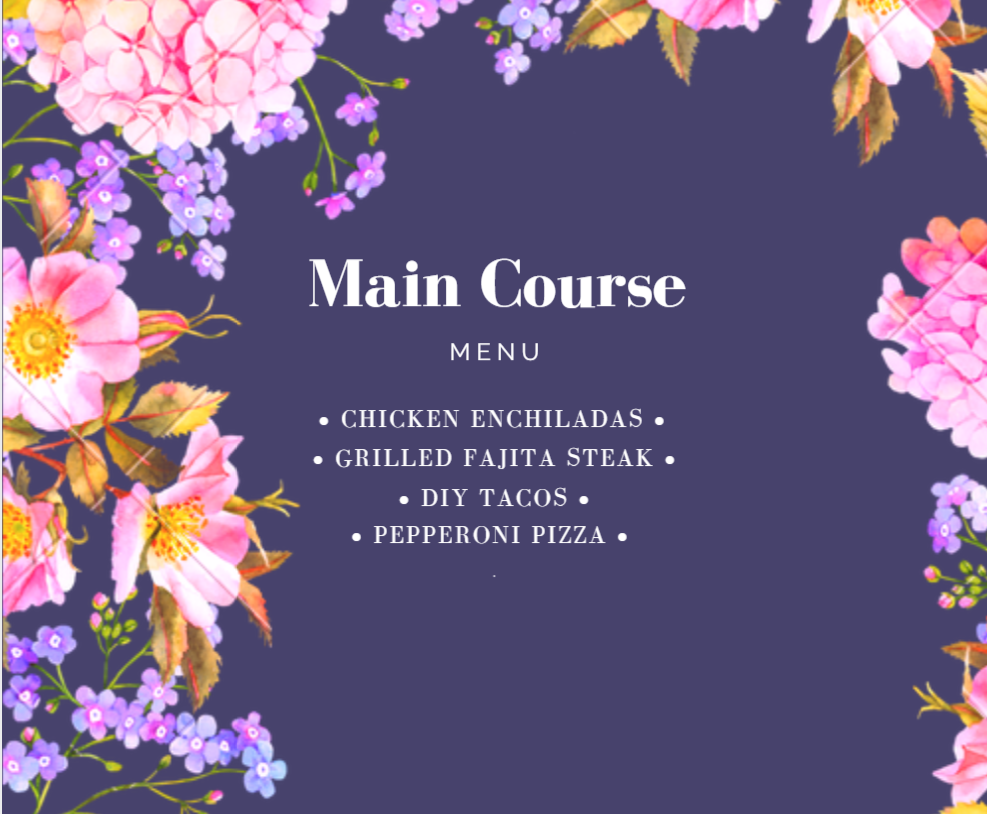 Main Course
MENU
• CHICKEN ENCHILADAS •
• GRILLED FAJITA STEAK •
• DIY TACOS •
• PEPPERONI PIZZA •
.